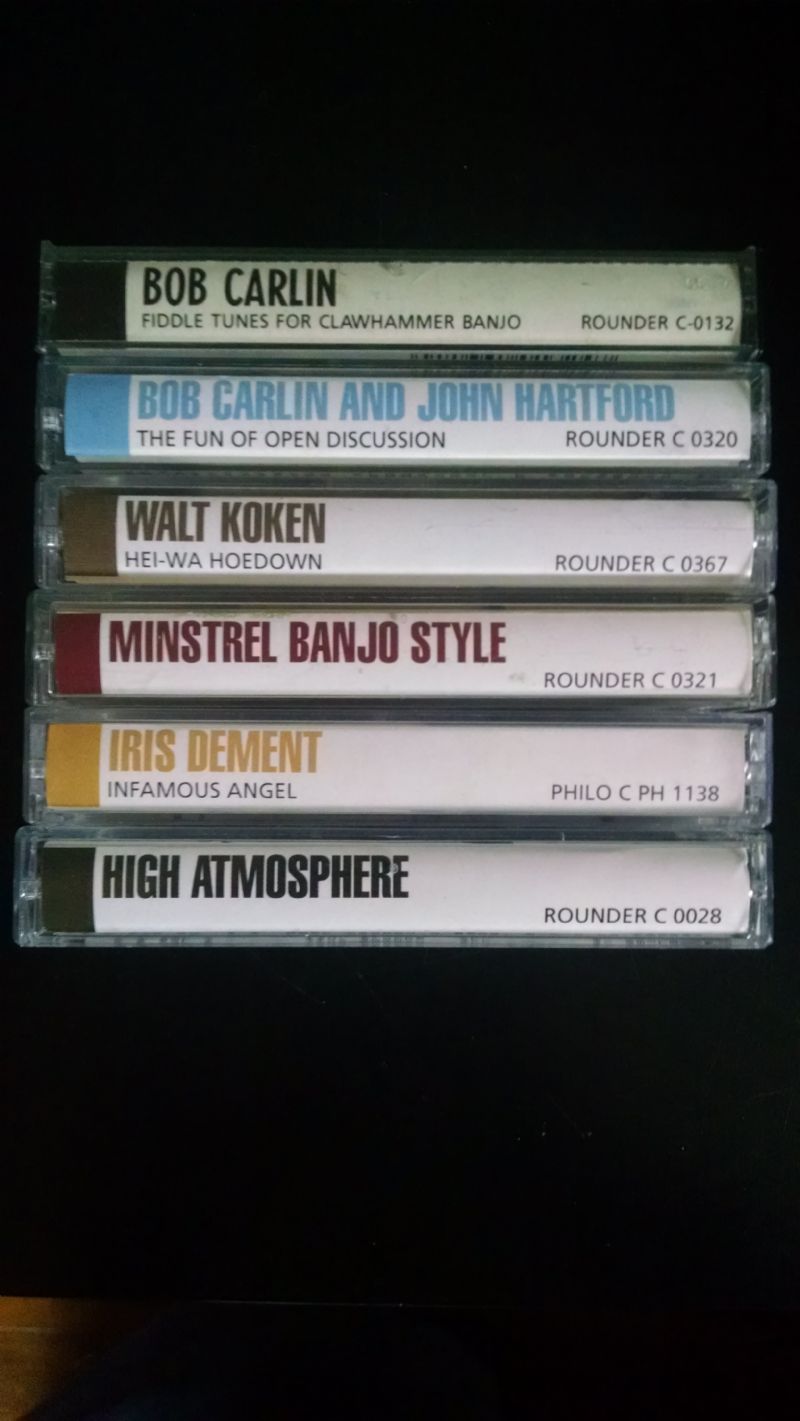 BOB CARLIN
FIDDLE TUNES FOR CLAWHAMMER BANJO ROUNDER C-0132
BOB CARLIN AND JOHN HARTFORD
THE FUN OF OPEN DISCUSSION ROUNDER C 0320
WALT KOKEN
HEI-WA HOEDOWN ROUNDER C 0367
MINSTREL BANJO STYLE
ROUNDER C 0321
IRIS DEMENT
INFAMOUS ANGEL PHILO C PH 1138
HIGH ATMOSPHERE
ROUNDER C 0028